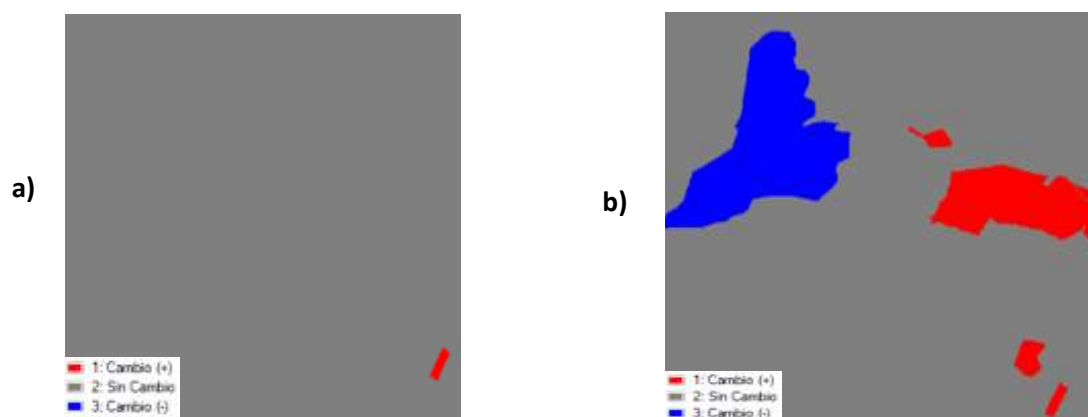 a)
1: Cambio (+)
2: Sin Cambio
3: Cambio (-)
b)
1: Cambio (+)
2: Sin Cambio
3: Cambio (-)